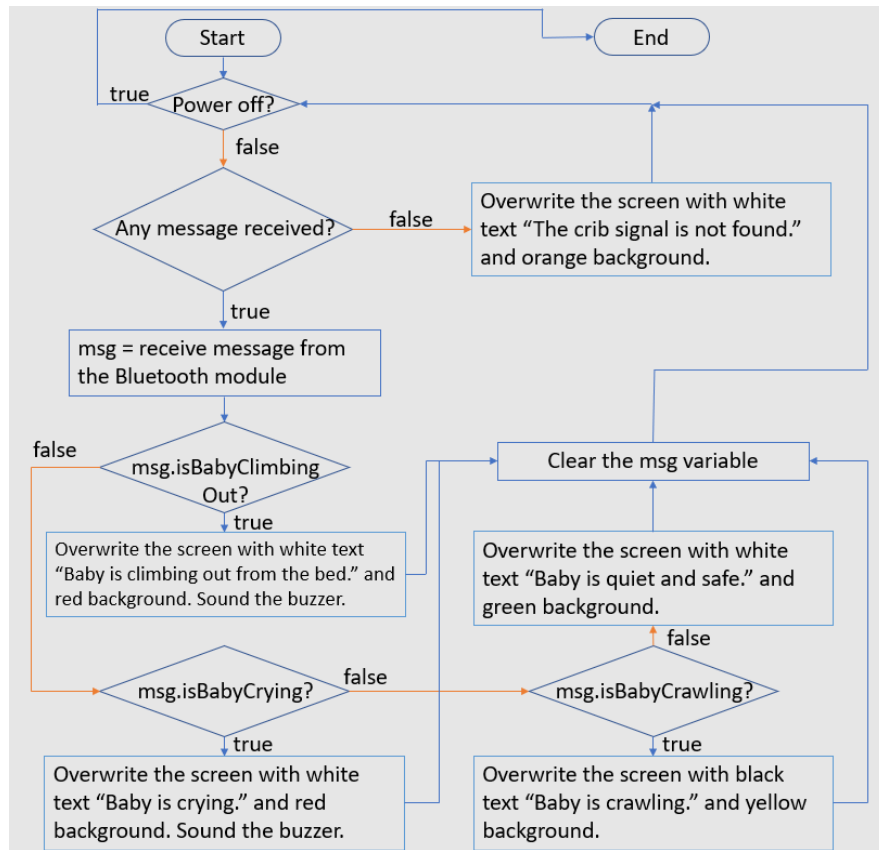 Start
End
true
Power off?
false
Any message received?
false
Overwrite the screen with white
text “The crib signal is not found.”
and orange background.
true
msg = receive message from
the Bluetooth module
false
msg.isBabyClimbing
Out?
Clear the msg variable
true
Overwrite the screen with white text
“Baby is climbing out from the bed.” and
red background. Sound the buzzer.
Overwrite the screen with white
text “Baby is quiet and safe.” and
green background.
false
msg.isBabyCrying?
false
msg.isBabyCrawling?
true
true
Overwrite the screen with white
text “Baby is crying.” and red
background. Sound the buzzer.
Overwrite the screen with black
text “Baby is crawling.” and yellow
background.